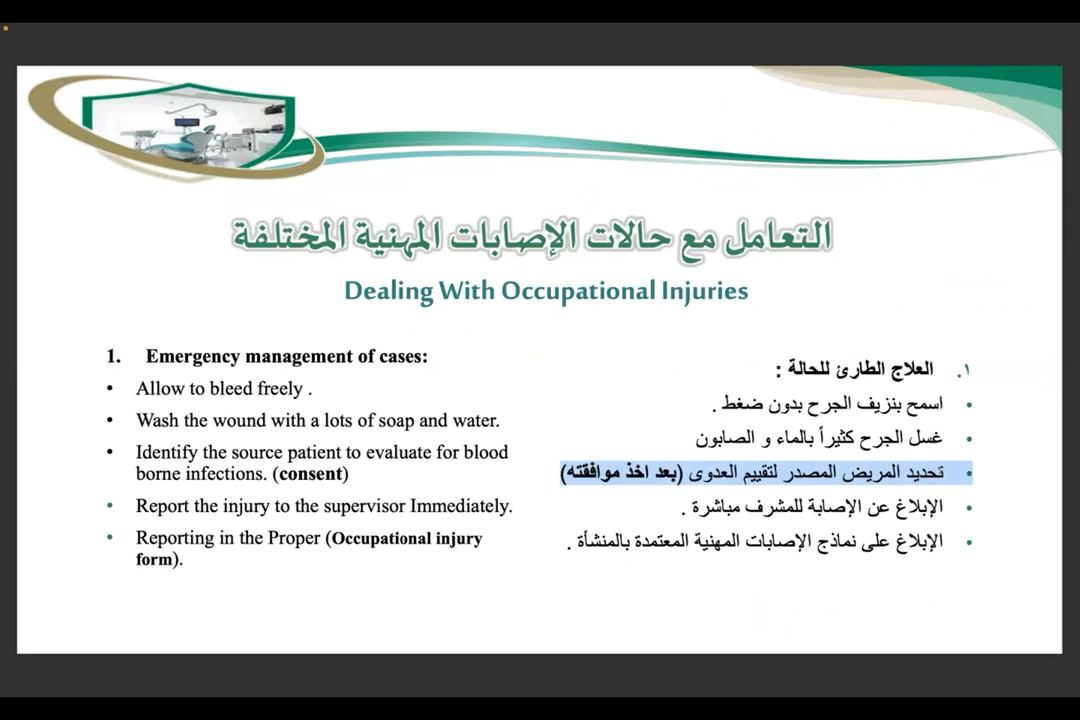 التعامل مع حالات الإصابات المهنية المختلفة
Dealing With Occupational Injuries
1. Emergency management of cases:
• Allow to bleed freely .
• Wash the wound with a lots of soap and water.
• Identify the source patient to evaluate for blood
borne infections. (consent)
• Report the injury to the supervisor Immediately.
• Reporting in the Proper (Occupational injury
form).
١. العلاج الطارئ للحالة :
• اسمح بنزيف الجرح بدون ضغط .
• غسل الجرح كثيراً بالماء و الصابون
• تحديد المريض المصدر لتقييم العدوى (بعد اخذ موافقته)
• الإبلاغ عن الإصابة للمشرف مباشرة .
• الإبلاغ على نماذج الإصابات المهنية المعتمدة بالمنشأة .